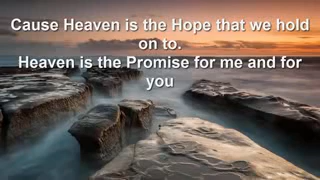 Cause Heaven is the Hope that we hold
on to.
Heaven is the Promise for me and for
you